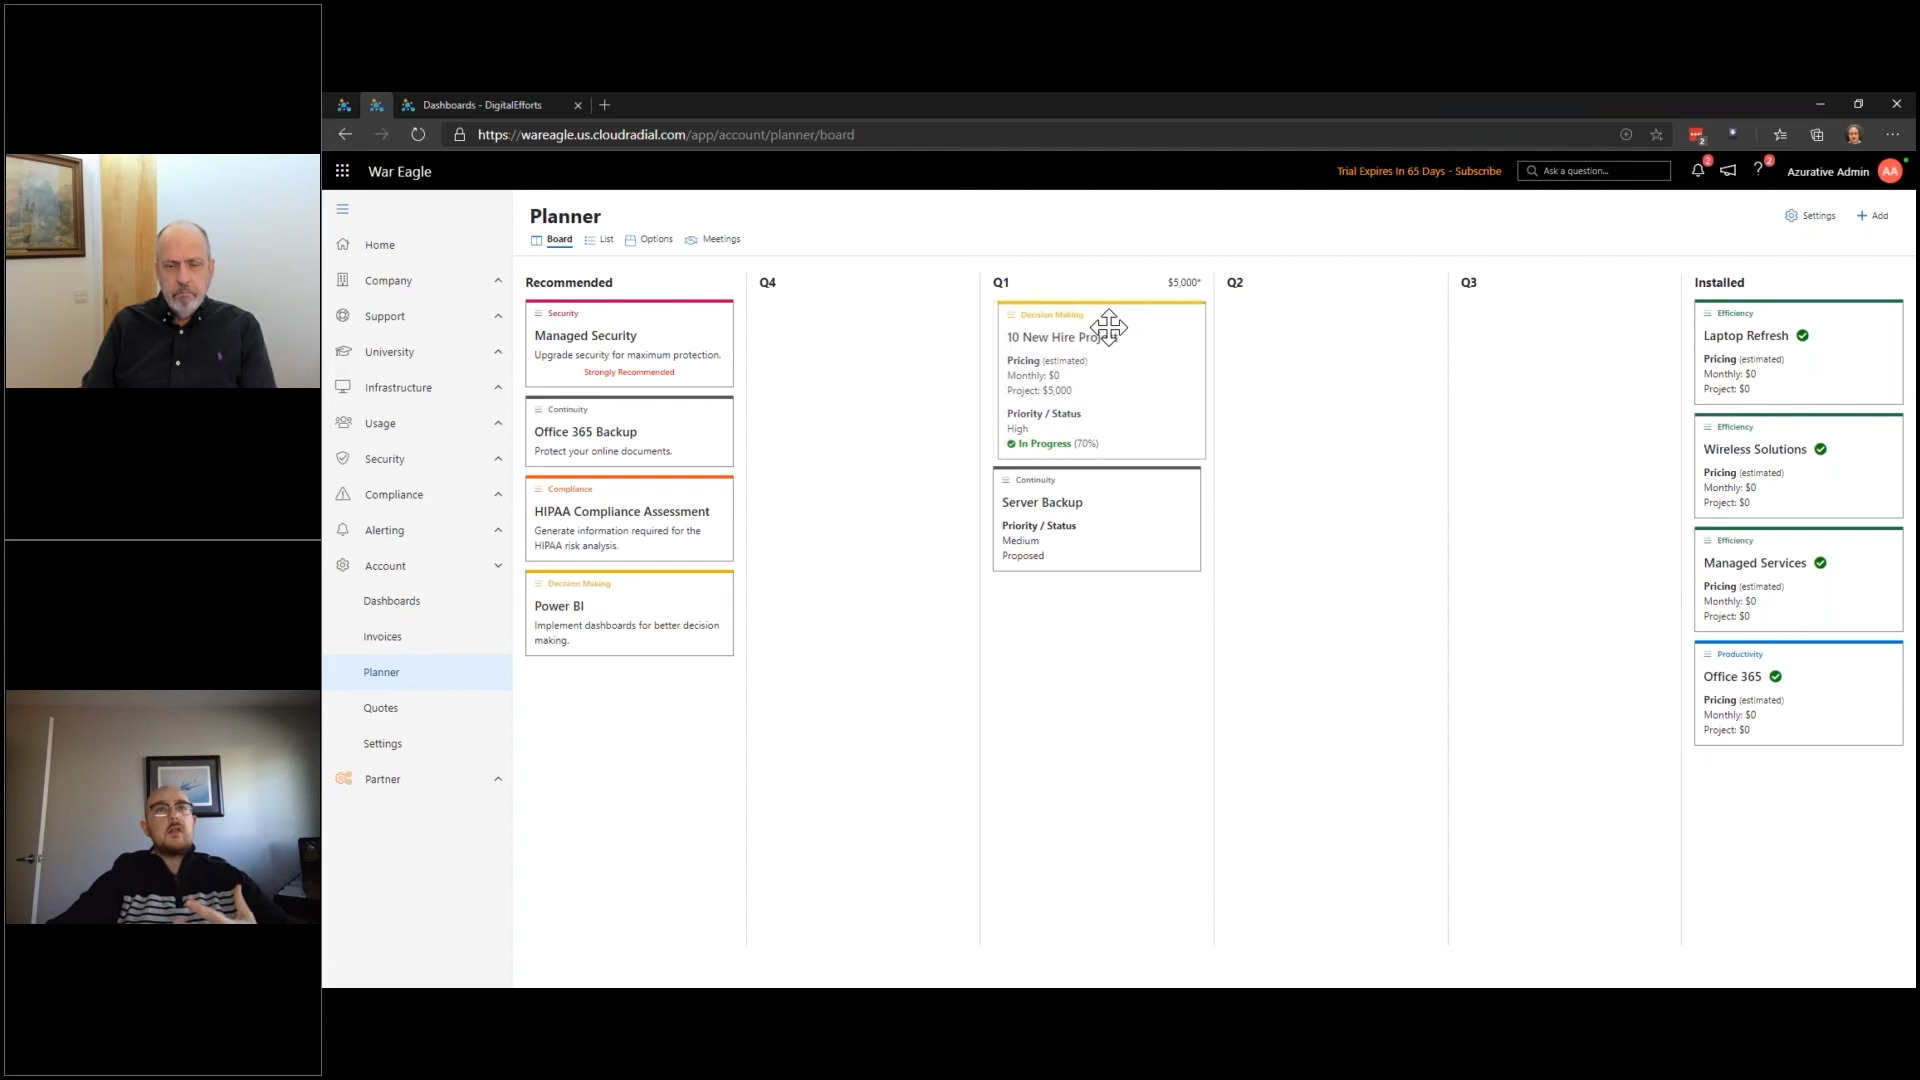 Dashboards - DigitalEfforts
https://wareagle.us.cloudradial.com/app/account/planner/board
2
War Eagle
Trial Expires In 65 Days - Subscribe
Ask a question...
2
2
Azurative Admin
AA
Home
Company
Support
University
Infrastructure
Usage
Security
Compliance
Alerting
Account
Dashboards
Invoices
Planner
Quotes
Settings
Partner
Planner
Settings
Add
Board
List
Options
Meetings
Recommended
Security
Managed Security
Upgrade security for maximum protection.
Strongly Recommended
Continuity
Office 365 Backup
Protect your online documents.
Compliance
HIPAA Compliance Assessment
Generate information required for the
HIPAA risk analysis.
Decision Making
Power BI
Implement dashboards for better decision
making.
Q4
Q1
$5,000*
Decision Making
10 New Hire
Pricing (estimated)
Monthly: $0
Project: $5,000
Priority / Status
High
In Progress (70%)
Continuity
Server Backup
Priority / Status
Medium
Proposed
Q2
Q3
Installed
Efficiency
Laptop Refresh
Pricing (estimated)
Monthly: $0
Project: $0
Efficiency
Wireless Solutions
Pricing (estimated)
Monthly: $0
Project: $0
Efficiency
Managed Services
Pricing (estimated)
Monthly: $0
Project: $0
Productivity
Office 365
Pricing (estimated)
Monthly: $0
Project: $0